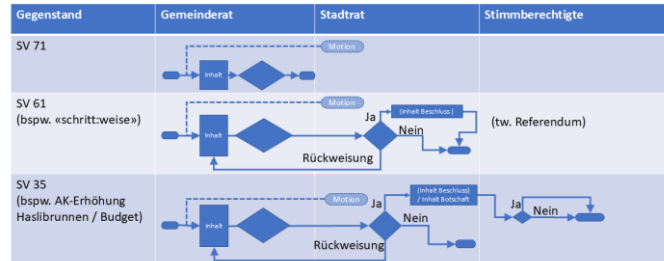 Gegenstand Gemeinderat Stadtrat Stimmberechtigte
SV 71
Motion
Inhalt
SV 61
(bspw. «schritt:weise»)
Motion
Inhalt
Ja
(Inhalt Beschluss )
Nein
(tw. Referendum)
Rückweisung
SV 35
(bspw. AK-Erhöhung
Haslibrunnen / Budget)
Motion
Inhalt
Ja
(Inhalt Beschluss)
/ Inhalt Botschaft
Nein
Rückweisung
Ja
Nein